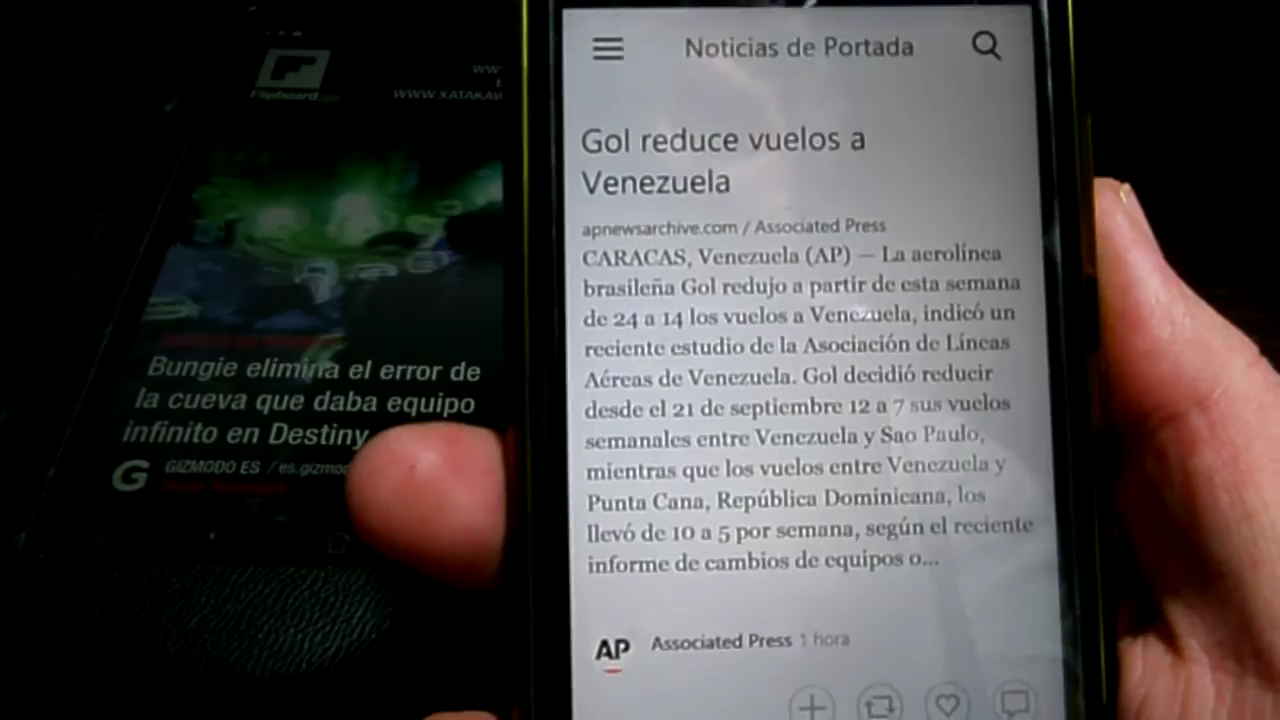 Flipboard
WWW.XATAKAW
Bungie elimina el error de
la cueva que daba equipo
infinito en Destiny
G GIZMODO ES / es.gizmod
Noticias de Portada
Gol reduce vuelos a
Venezuela
apnewsarchive.com / Associated Press
CARACAS, Venezuela (AP) — La aerolínea
brasileña Gol redujo a partir de esta semana
de 24 a 14 los vuelos a Venezuela, indicó un
reciente estudio de la Asociación de Líneas
Aéreas de Venezuela. Gol decidió reducir
desde el 21 de septiembre 12 a 7 sus vuelos
semanales entre Venezuela y Sao Paulo,
mientras que los vuelos entre Venezuela y
Punta Cana, República Dominicana, los
llevó de 10 a 5 por semana, según el reciente
informe de cambios de equipos o...
AP Associated Press 1 hora